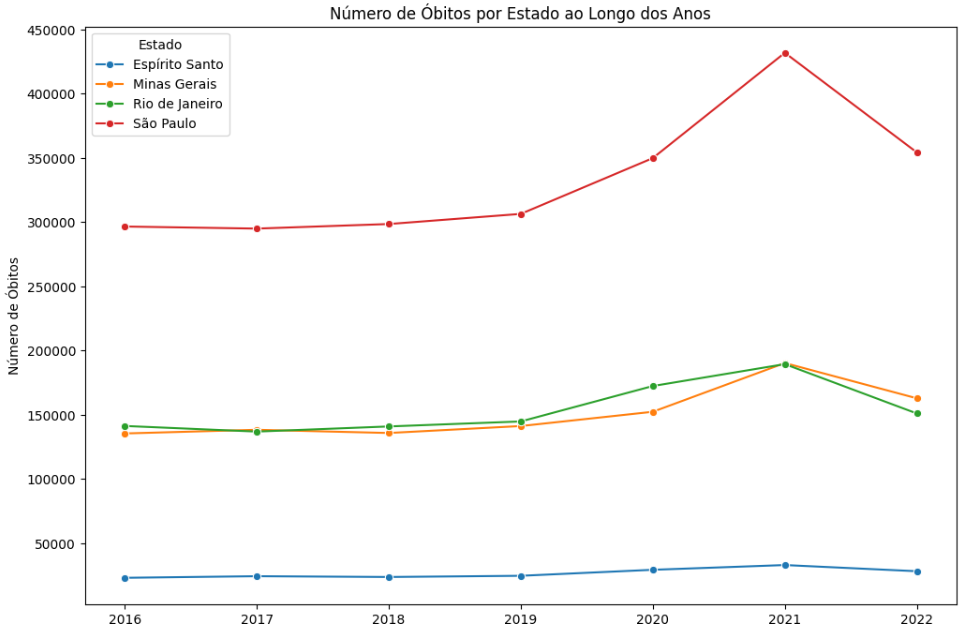 Número de Óbitos por Estado ao Longo dos Anos
Estado
Espírito Santo
Minas Gerais
Rio de Janeiro
São Paulo
Número de Óbitos
450000
400000
350000
300000
250000
200000
150000
100000
50000
2016 2017 2018 2019 2020 2021 2022